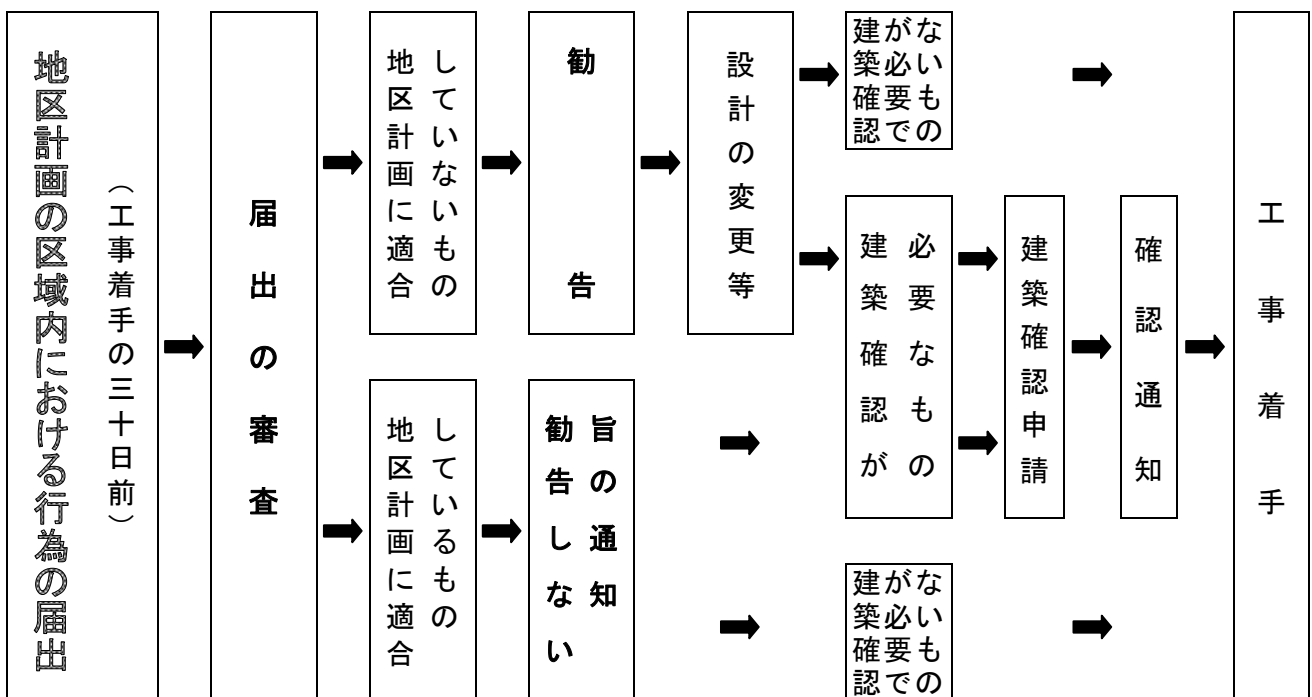 地区計画の区域内における行為の届出
（工事着手の三十日前）
届出の審査
地区計画に適合
していないもの
勧告
設計の変更等
建築確認
が必要で
ないもの
地区計画に適合
しているもの
勧告しない
旨の通知
建築確認が
必要なもの
建築確認申請
確認通知
建築確認
が必要で
ないもの
工事着手